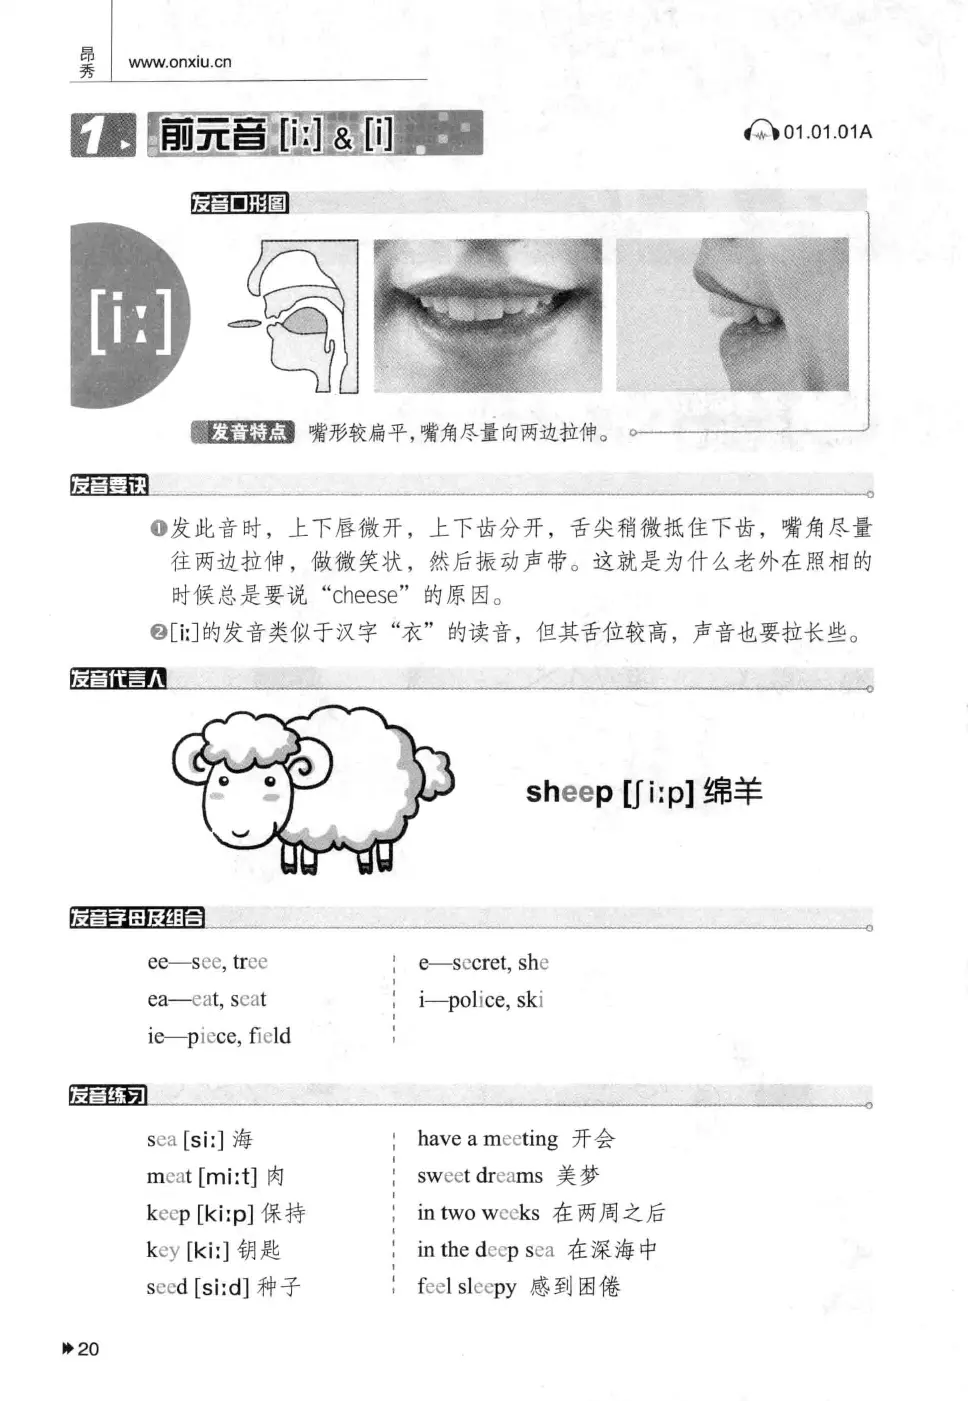 昂秀
www.onxiu.cn
1 前元音 [iː] & [i]
01.01.01A
发音口形图
[iː]
发音特点 嘴形较扁平，嘴角尽量向两边拉伸。
发音要诀
❶发此音时，上下唇微开，上下齿分开，舌尖稍微抵住下齿，嘴角尽量
往两边拉伸，做微笑状，然后振动声带。这就是为什么老外在照相的
时候总是要说“cheese”的原因。
❷[iː]的发音类似于汉字“衣”的读音，但其舌位较高，声音也要拉长些。
发音代言人
sheep [ʃiːp] 绵羊
发音字母及组合
ee—see, tree
ea—eat, seat
ie—piece, field
e—secret, she
i—police, ski
发音练习
sea [siː] 海
meat [miːt] 肉
keep [kiːp] 保持
key [kiː] 钥匙
seed [siːd] 种子
have a meeting 开会
sweet dreams 美梦
in two weeks 在两周之后
in the deep sea 在深海中
feel sleepy 感到困倦
20